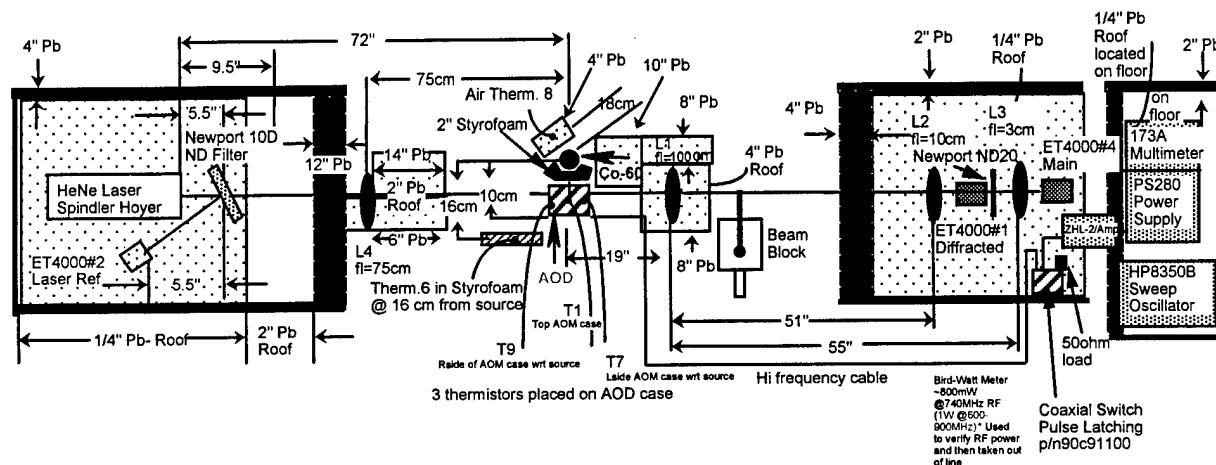 4" Pb
72"
9.5"
75cm
5.5"
Newport 10D
ND Filter
12" Pb
HeNe Laser
Spindler Hoyer
ET4000#2
Laser Ref
5.5"
1/4" Pb- Roof
2" Pb
Roof
14" Pb
2" Pb
Roof
6" Pb
L4
fl=75cm
Air Therm. 8
2" Styrofoam
4" Pb
18cm
10" Pb
Co-60
10cm
16cm
AOD
Therm.6 in Styrofoam
@ 16 cm from source
19"
T1
Top AOM case
T9
Rside of AOM case wrt source
T7
Lside AOM case wrt source
3 thermistors placed on AOD case
8" Pb
L1
fl=100cm
4" Pb
Roof
8" Pb
Beam
Block
4" Pb
2" Pb
1/4" Pb
Roof
L2
fl=10cm
L3
fl=3cm
Newport ND20
ET4000#4
Main
ET4000#1
Diffracted
51"
55"
Hi frequency cable
1/4" Pb
Roof
located
on floor
2" Pb
on
floor
173A
Multimeter
PS280
Power
Supply
ZHL-2/Amp
HP8350B
Sweep
Oscillator
50ohm
load
Bird-Watt Meter
~800mW
@740MHz RF
(1W @600-
900MHz)* Used
to verify RF power
and then taken out
of line
Coaxial Switch
Pulse Latching
p/n90c91100